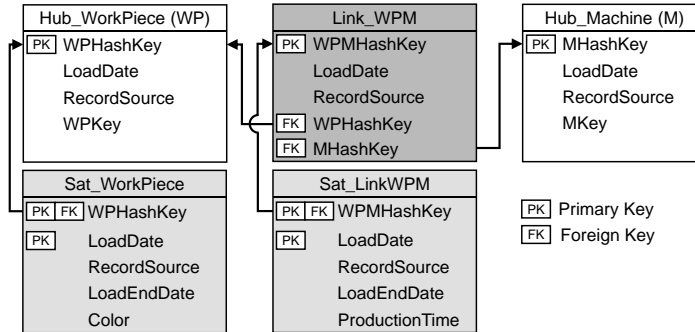 Hub_WorkPiece (WP)
PK WPHashKey
LoadDate
RecordSource
WPKey
Link_WPM
PK WPMHashKey
LoadDate
RecordSource
FK WPHashKey
FK MHashKey
Hub_Machine (M)
PK MHashKey
LoadDate
RecordSource
MKey
Sat_WorkPiece
PK FK WPHashKey
PK LoadDate
RecordSource
LoadEndDate
Color
Sat_LinkWPM
PK FK WPMHashKey
PK LoadDate
RecordSource
LoadEndDate
ProductionTime
PK Primary Key
FK Foreign Key